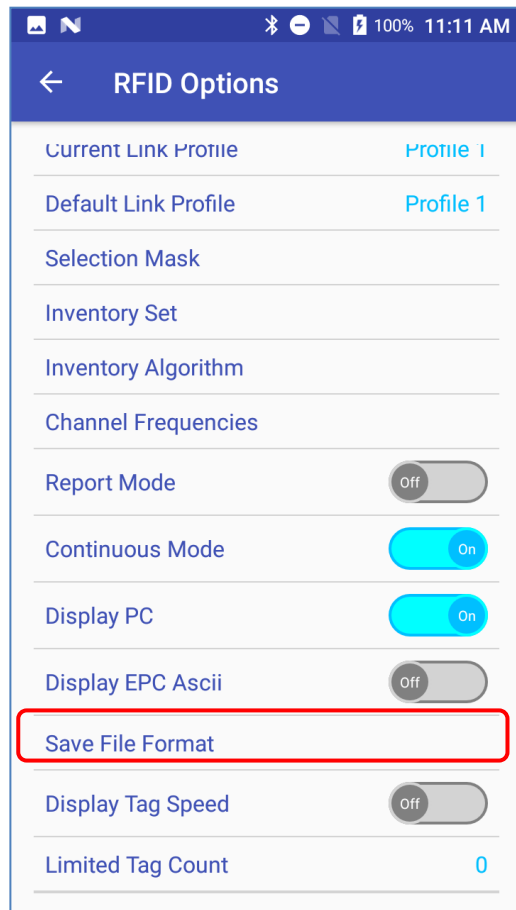 100% 11:11 AM
RFID Options
Current Link Profile Profile 1
Default Link Profile Profile 1
Selection Mask
Inventory Set
Inventory Algorithm
Channel Frequencies
Report Mode Off
Continuous Mode On
Display PC On
Display EPC Ascii Off
Save File Format
Display Tag Speed Off
Limited Tag Count 0